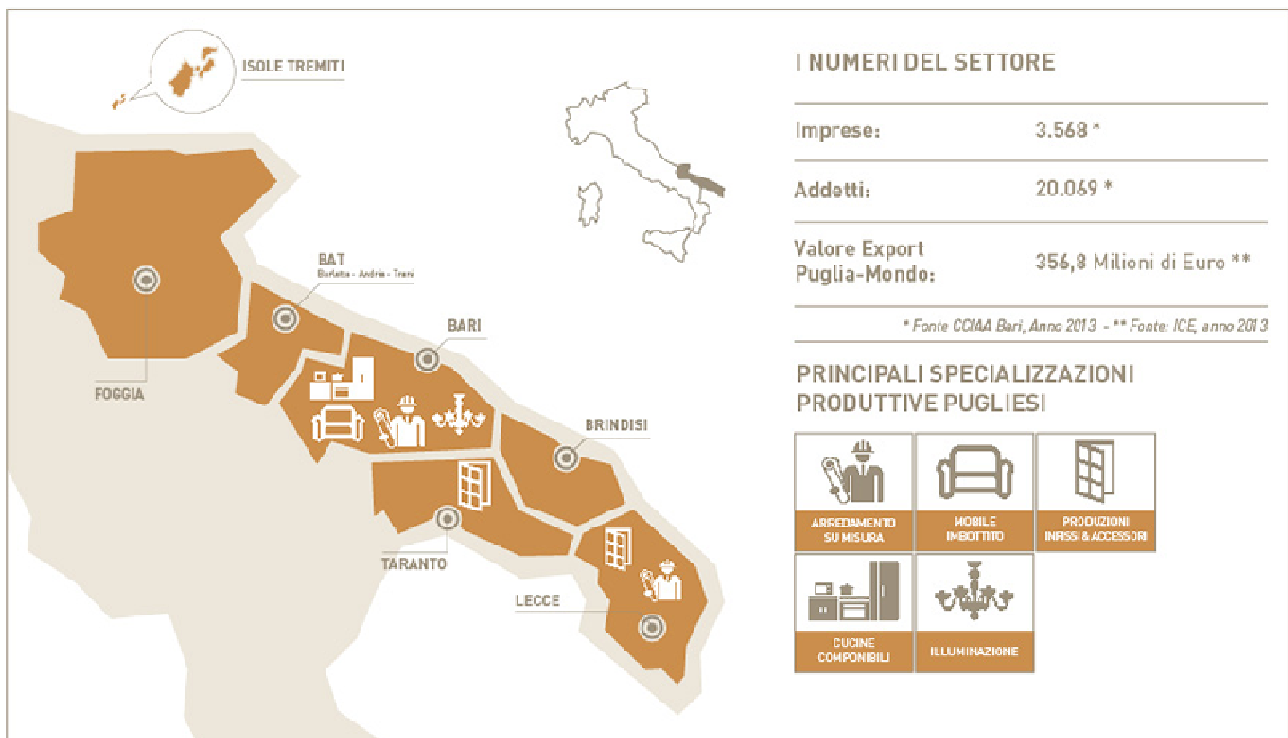 ISOLE TREMITI
BAT
Barletta - Andria - Trani
BARI
FOGGIA
BRINDISI
TARANTO
LECCE
I NUMERI DEL SETTORE
Imprese: 3.568 *
Addetti: 20.069 *
Valore Export
Puglia-Mondo: 356,8 Milioni di Euro **
* Fonte CCIAA Bari, Anno 2013 - ** Fonte: ICE, anno 2013
PRINCIPALI SPECIALIZZAZIONI
PRODUTTIVE PUGLIESI
ARREDAMENTO
SU MISURA
MOBILE
IMBOTTITO
PRODUZIONI
INFISSI & ACCESSORI
CUCINE
COMPONIBILI
ILLUMINAZIONE